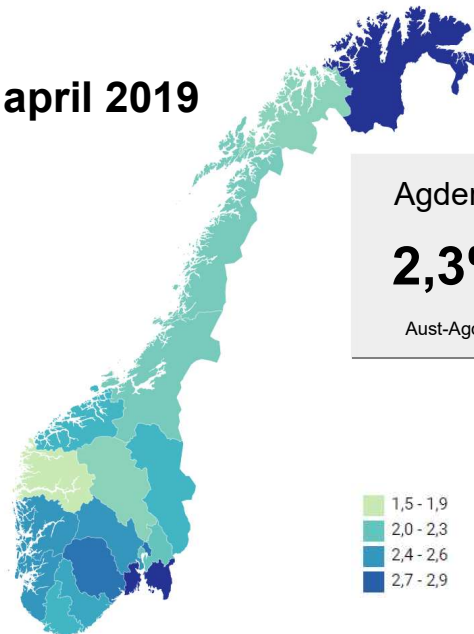 april 2019
Agder
2,3%
Aust-Agd
1,5 - 1,9
2,0 - 2,3
2,4 - 2,6
2,7 - 2,9